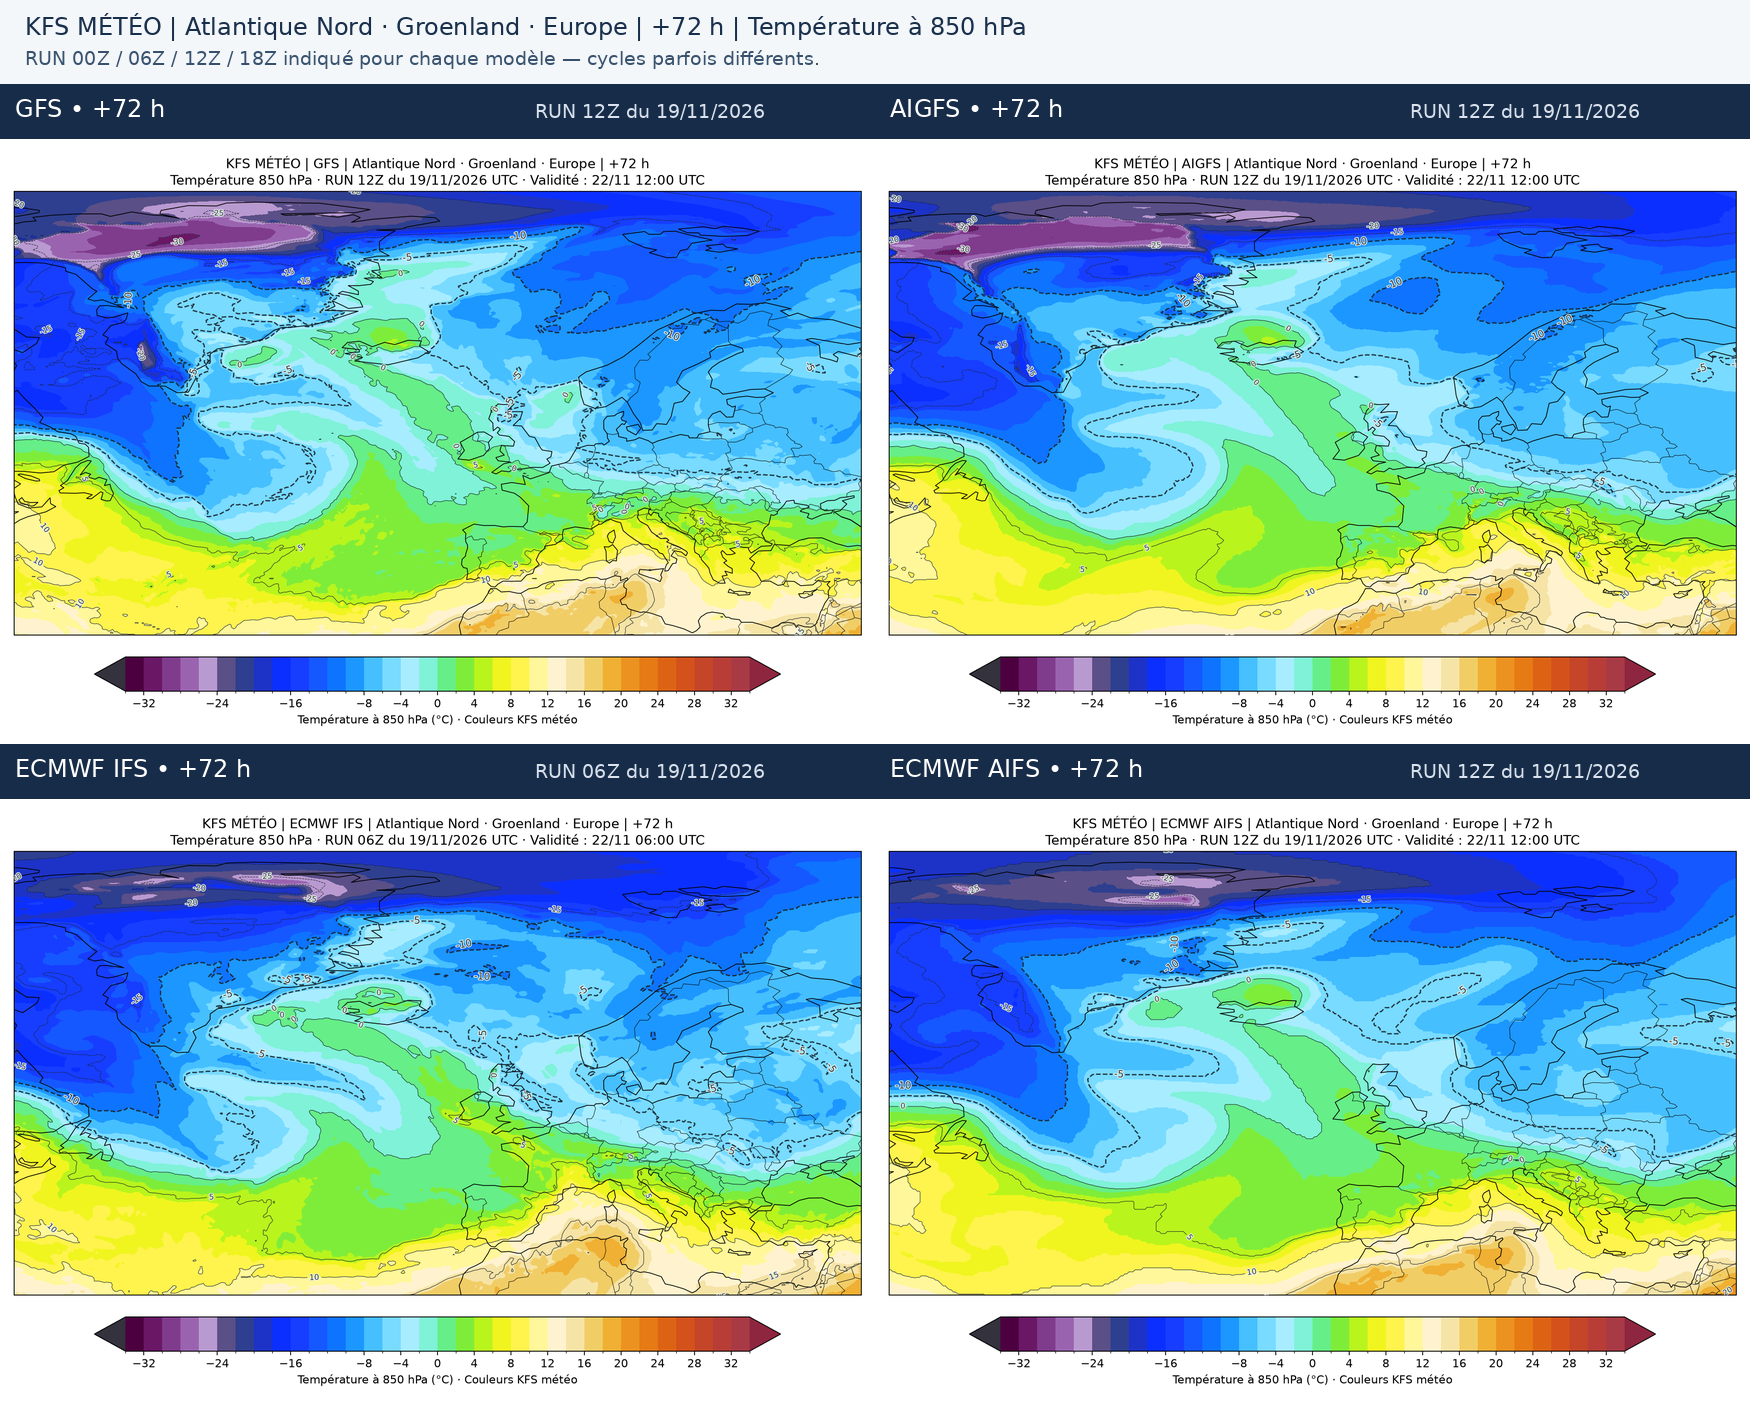 KFS MÉTÉO | Atlantique Nord · Groenland · Europe | +72 h | Température à 850 hPa
RUN 00Z / 06Z / 12Z / 18Z indiqué pour chaque modèle — cycles parfois différents.
GFS • +72 h
RUN 12Z du 19/11/2026
AIGFS • +72 h
RUN 12Z du 19/11/2026
KFS MÉTÉO | GFS | Atlantique Nord · Groenland · Europe | +72 h
Température 850 hPa · RUN 12Z du 19/11/2026 UTC · Validité : 22/11 12:00 UTC
KFS MÉTÉO | AIGFS | Atlantique Nord · Groenland · Europe | +72 h
Température 850 hPa · RUN 12Z du 19/11/2026 UTC · Validité : 22/11 12:00 UTC
−32 −24 −16 −8 −4 0 4 8 12 16 20 24 28 32
Température à 850 hPa (°C) · Couleurs KFS météo
−32 −24 −16 −8 −4 0 4 8 12 16 20 24 28 32
Température à 850 hPa (°C) · Couleurs KFS météo
ECMWF IFS • +72 h
RUN 06Z du 19/11/2026
ECMWF AIFS • +72 h
RUN 12Z du 19/11/2026
KFS MÉTÉO | ECMWF IFS | Atlantique Nord · Groenland · Europe | +72 h
Température 850 hPa · RUN 06Z du 19/11/2026 UTC · Validité : 22/11 06:00 UTC
KFS MÉTÉO | ECMWF AIFS | Atlantique Nord · Groenland · Europe | +72 h
Température 850 hPa · RUN 12Z du 19/11/2026 UTC · Validité : 22/11 12:00 UTC
−32 −24 −16 −8 −4 0 4 8 12 16 20 24 28 32
Température à 850 hPa (°C) · Couleurs KFS météo
−32 −24 −16 −8 −4 0 4 8 12 16 20 24 28 32
Température à 850 hPa (°C) · Couleurs KFS météo